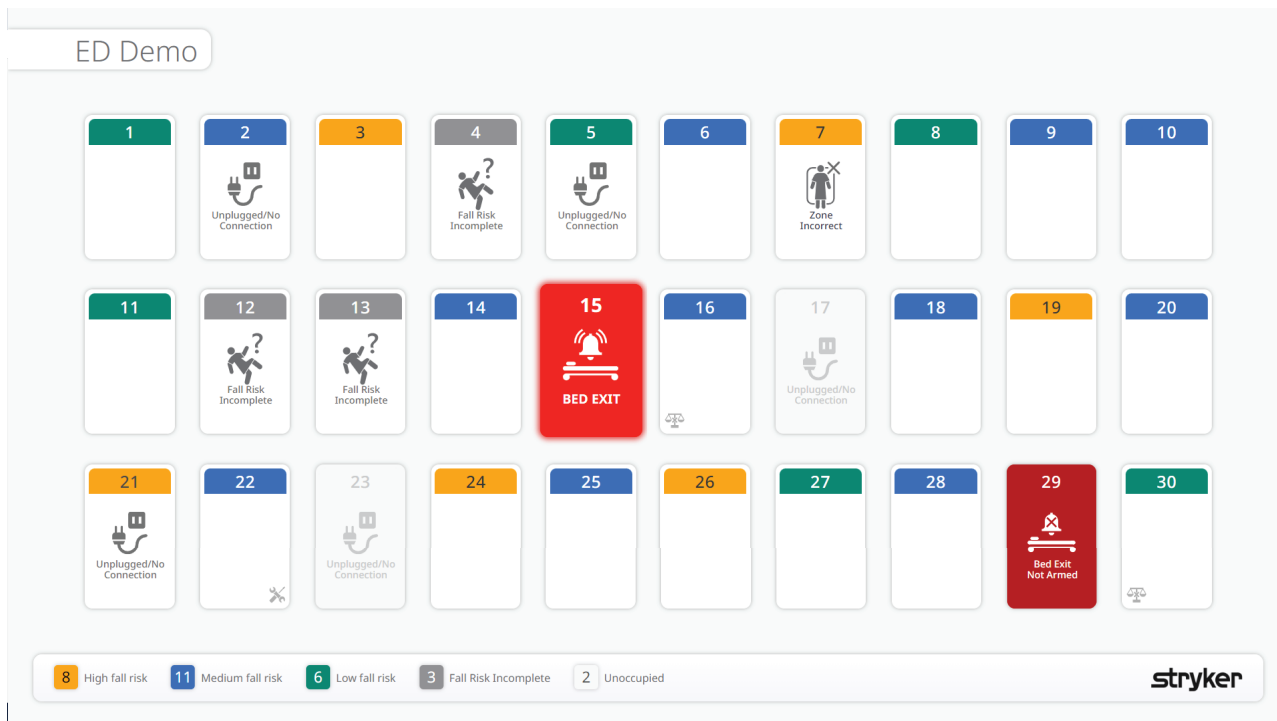 ED Demo
1 2 3 4 5 6 7 8 9 10
Unplugged/No
Connection
Fall Risk
Incomplete
Unplugged/No
Connection
Zone
Incorrect
11 12 13 14 15 16 17 18 19 20
Fall Risk
Incomplete
?
Fall Risk
Incomplete
?
BED EXIT
Unplugged/No
Connection
21 22 23 24 25 26 27 28 29 30
Unplugged/No
Connection
Unplugged/No
Connection
Bed Exit
Not Armed
8 High fall risk 11 Medium fall risk 6 Low fall risk 3 Fall Risk Incomplete 2 Unoccupied
stryker